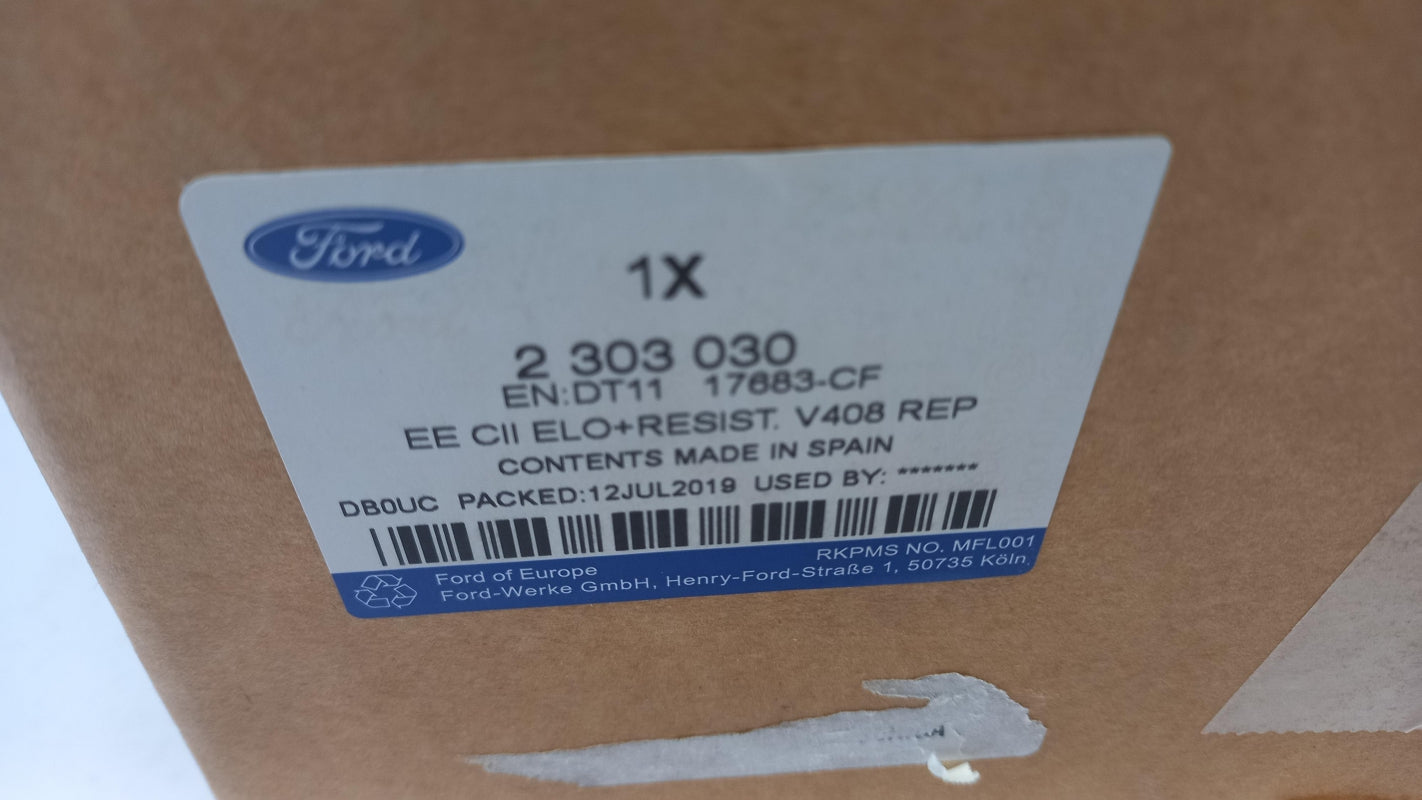 Ford
1X
2 303 030
EN:DT11 17683-CF
EE CII ELO+RESIST. V408 REP
CONTENTS MADE IN SPAIN
DB0UC PACKED:12JUL2019 USED BY: *******
RKPMS NO. MFL001
Ford of Europe
Ford-Werke GmbH, Henry-Ford-Straße 1, 50735 Köln